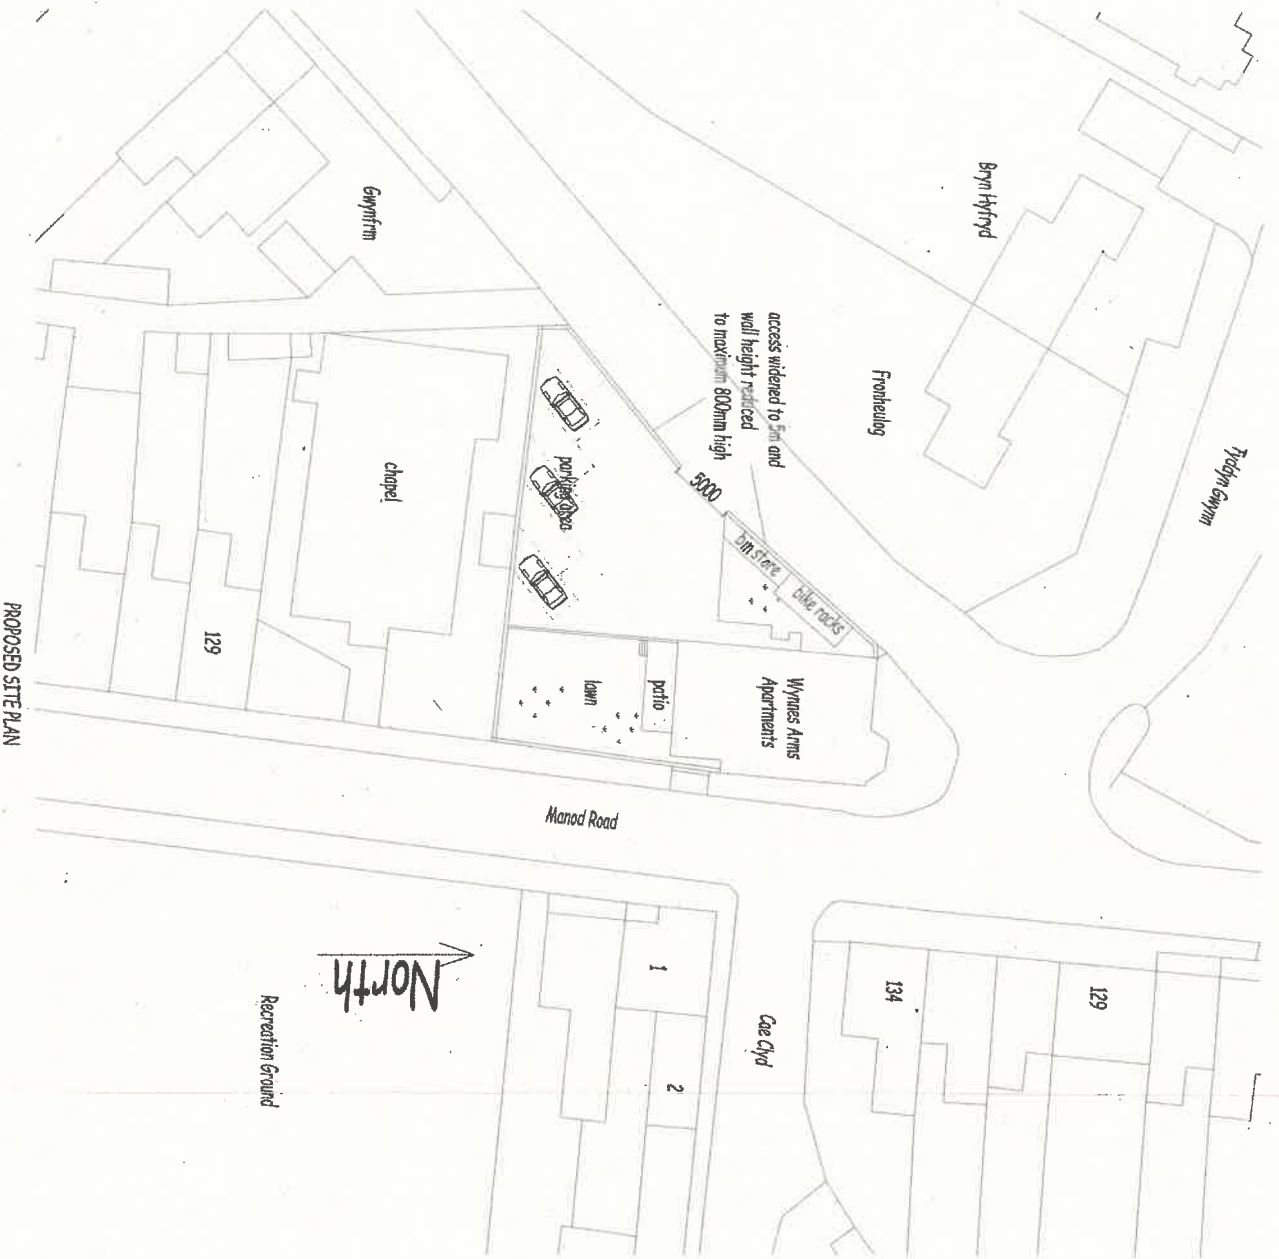 Bryn Hyfryd
Gwynfrm
Fronheulog
Tyddyn Gwynn
access widened to 5m and
wall height reduced
to maximum 800mm high
5000
chapel
parking area
bin store
bike racks
129
lawn
patio
Wynnes Arms
Apartments
Manod Road
PROPOSED SITE PLAN
North
Recreation Ground
1
2
Cae Clyd
134
129